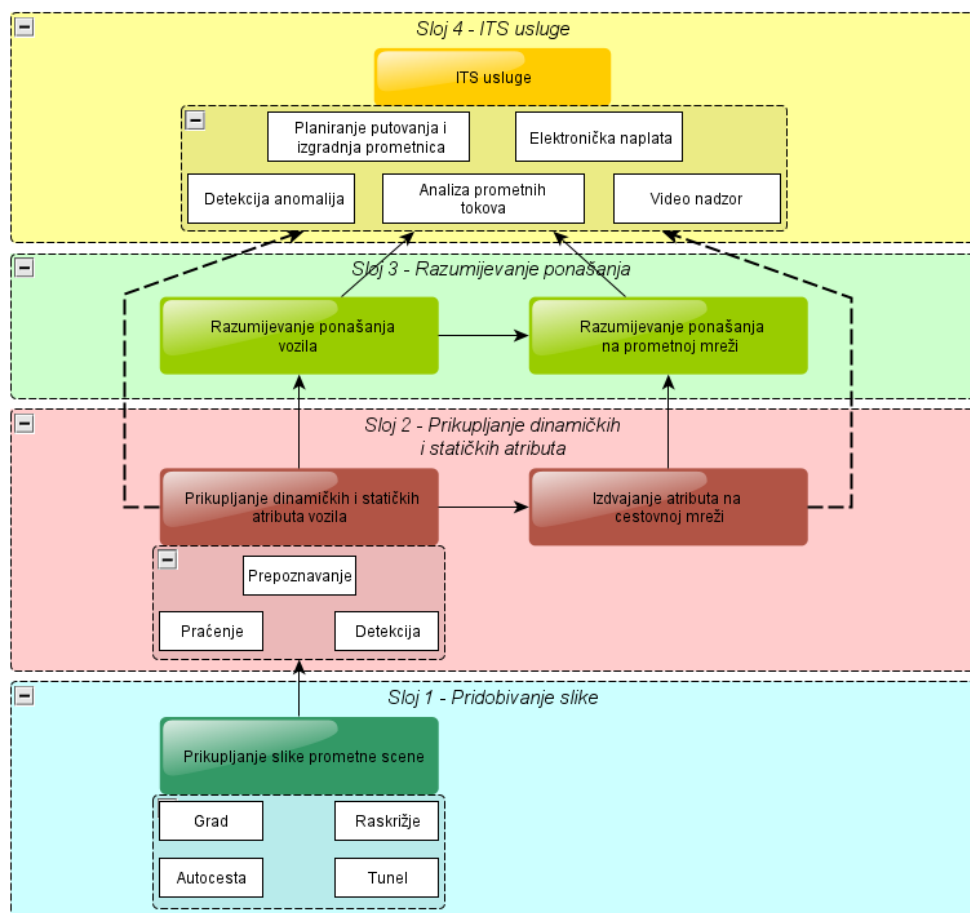 Sloj 4 - ITS usluge
ITS usluge
Planiranje putovanja i
izgradnja prometnica
Elektronička naplata
Detekcija anomalija
Analiza prometnih
tokova
Video nadzor
Sloj 3 - Razumijevanje ponašanja
Razumijevanje ponašanja
vozila
Razumijevanje ponašanja
na prometnoj mreži
Sloj 2 - Prikupljanje dinamičkih
i statičkih atributa
Prikupljanje dinamičkih i statičkih
atributa vozila
Izdvajanje atributa na
cestovnoj mreži
Prepoznavanje
Praćenje
Detekcija
Sloj 1 - Pridobivanje slike
Prikupljanje slike prometne scene
Grad
Raskrižje
Autocesta
Tunel